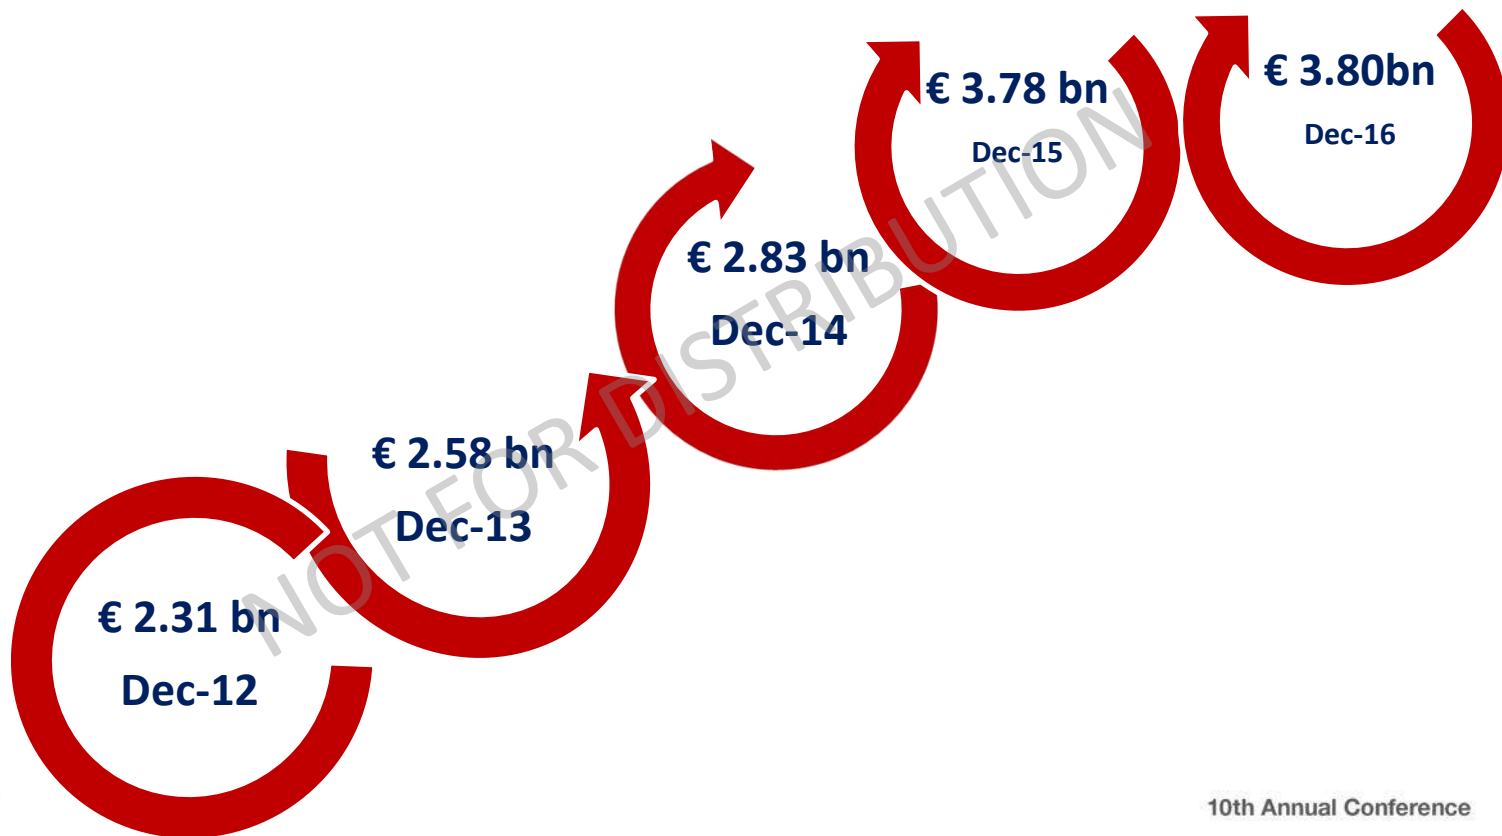 € 3.80bn
Dec-16
€ 3.78 bn
Dec-15
€ 2.83 bn
Dec-14
€ 2.58 bn
Dec-13
€ 2.31 bn
Dec-12
NOT FOR DISTRIBUTION
10th Annual Conference